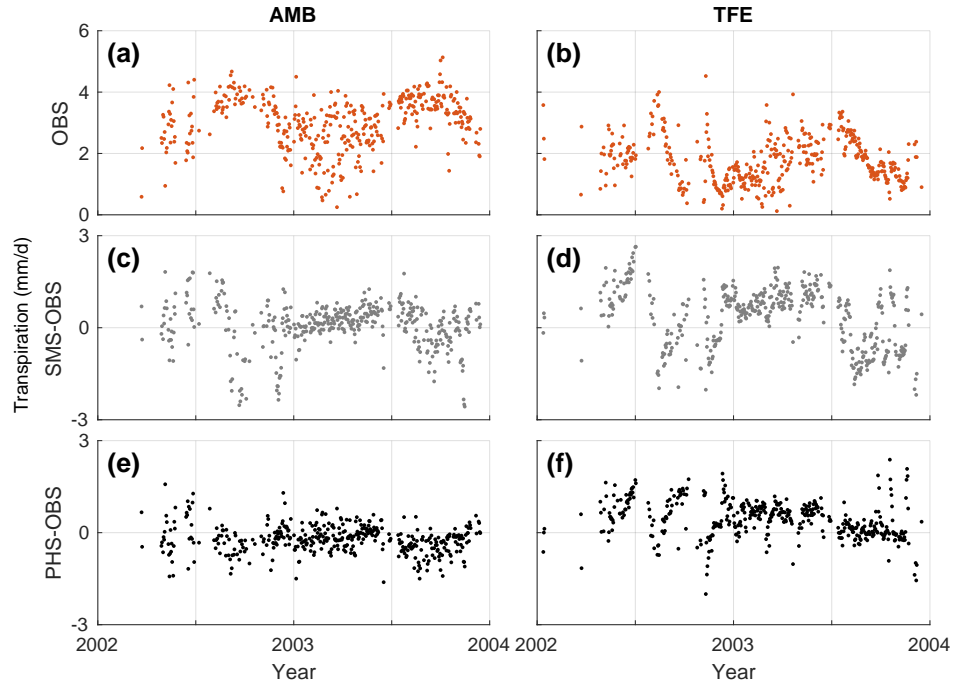 AMB
TFE
(a)
(b)
6
4
2
0
OBS
(c)
(d)
3
0
-3
SMS-OBS
Transpiration (mm/d)
(e)
(f)
3
0
-3
PHS-OBS
2002
2003
2004
2002
2003
2004
Year
Year